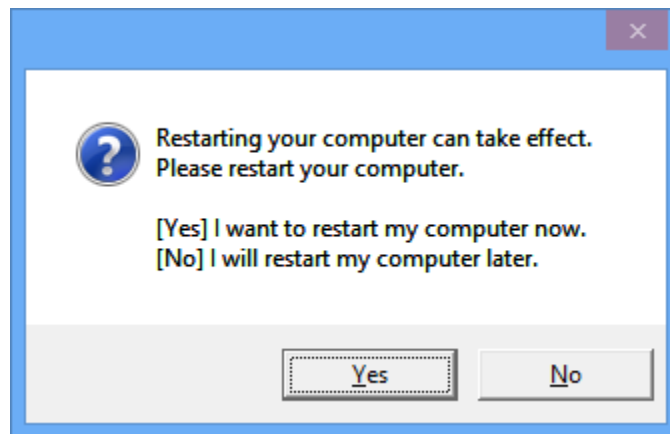 Restarting your computer can take effect.
Please restart your computer.
[Yes] I want to restart my computer now.
[No] I will restart my computer later.
Yes No